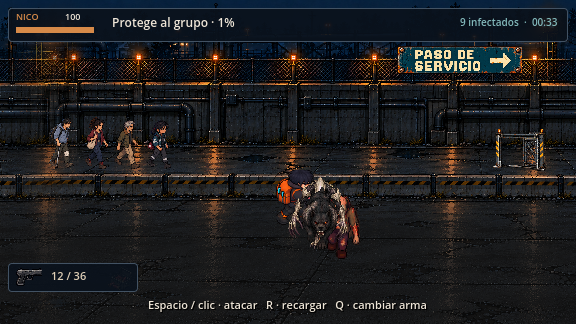 NICO 100
Protege al grupo · 1%
9 infectados · 00:33
PASO DE
SERVICIO
12 / 36
Espacio / clic · atacar R · recargar Q · cambiar arma